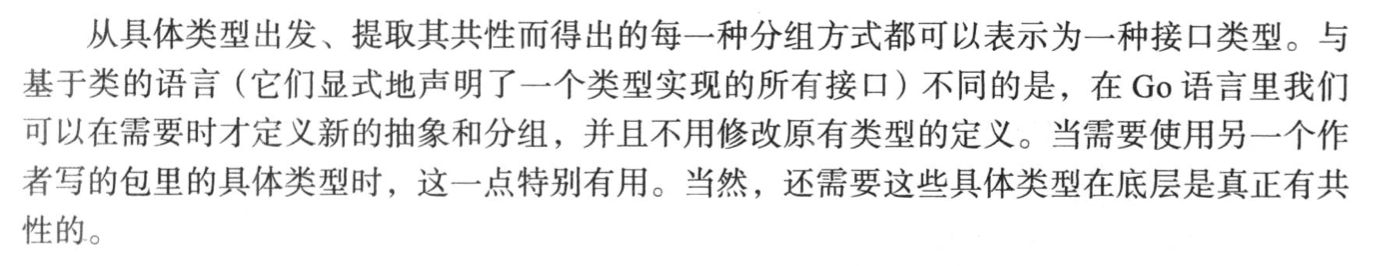 从具体类型出发、提取其共性而得出的每一种分组方式都可以表示为一种接口类型。与
基于类的语言（它们显式地声明了一个类型实现的所有接口）不同的是，在 Go 语言里我们
可以在需要时才定义新的抽象和分组，并且不用修改原有类型的定义。当需要使用另一个作
者写的包里的具体类型时，这一点特别有用。当然，还需要这些具体类型在底层是真正有共
性的。